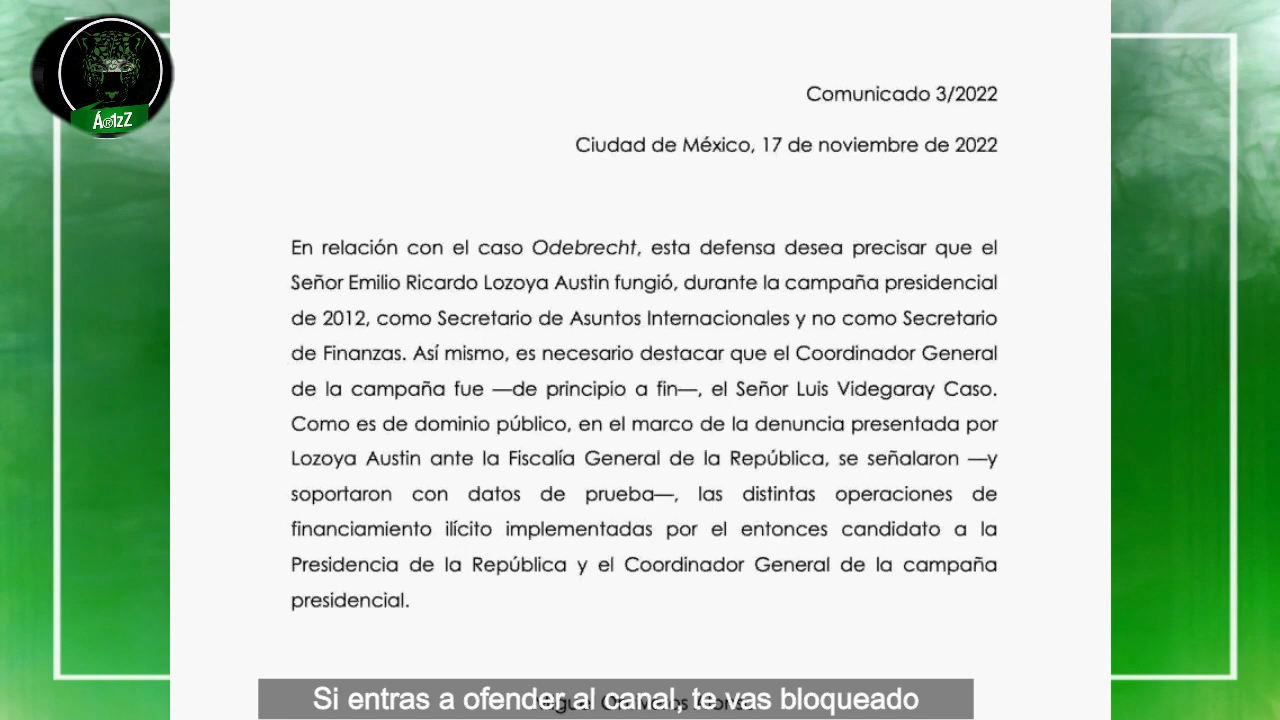 ÁR1zZ
Comunicado 3/2022
Ciudad de México, 17 de noviembre de 2022
En relación con el caso Odebrecht, esta defensa desea precisar que el
Señor Emilio Ricardo Lozoya Austin fungió, durante la campaña presidencial
de 2012, como Secretario de Asuntos Internacionales y no como Secretario
de Finanzas. Así mismo, es necesario destacar que el Coordinador General
de la campaña fue —de principio a fin—, el Señor Luis Videgaray Caso.
Como es de dominio público, en el marco de la denuncia presentada por
Lozoya Austin ante la Fiscalía General de la República, se señalaron —y
soportaron con datos de prueba—, las distintas operaciones de
financiamiento ilícito implementadas por el entonces candidato a la
Presidencia de la República y el Coordinador General de la campaña
presidencial.
Si entras a ofender al canal, te vas bloqueado